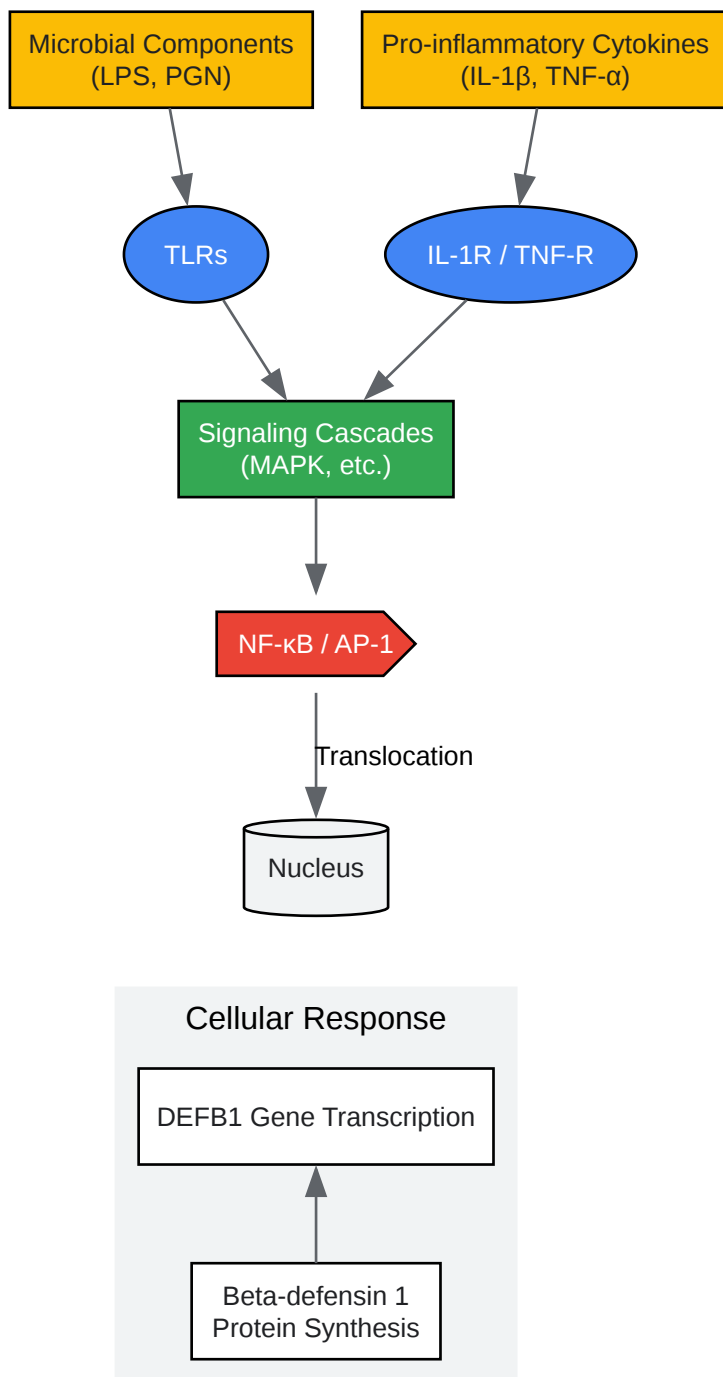 Microbial Components
(LPS, PGN)
Pro-inflammatory Cytokines
(IL-1β, TNF-α)
TLRs
IL-1R / TNF-R
Signaling Cascades
(MAPK, etc.)
NF-κB / AP-1
Translocation
Nucleus
Cellular Response
DEFB1 Gene Transcription
Beta-defensin 1
Protein Synthesis